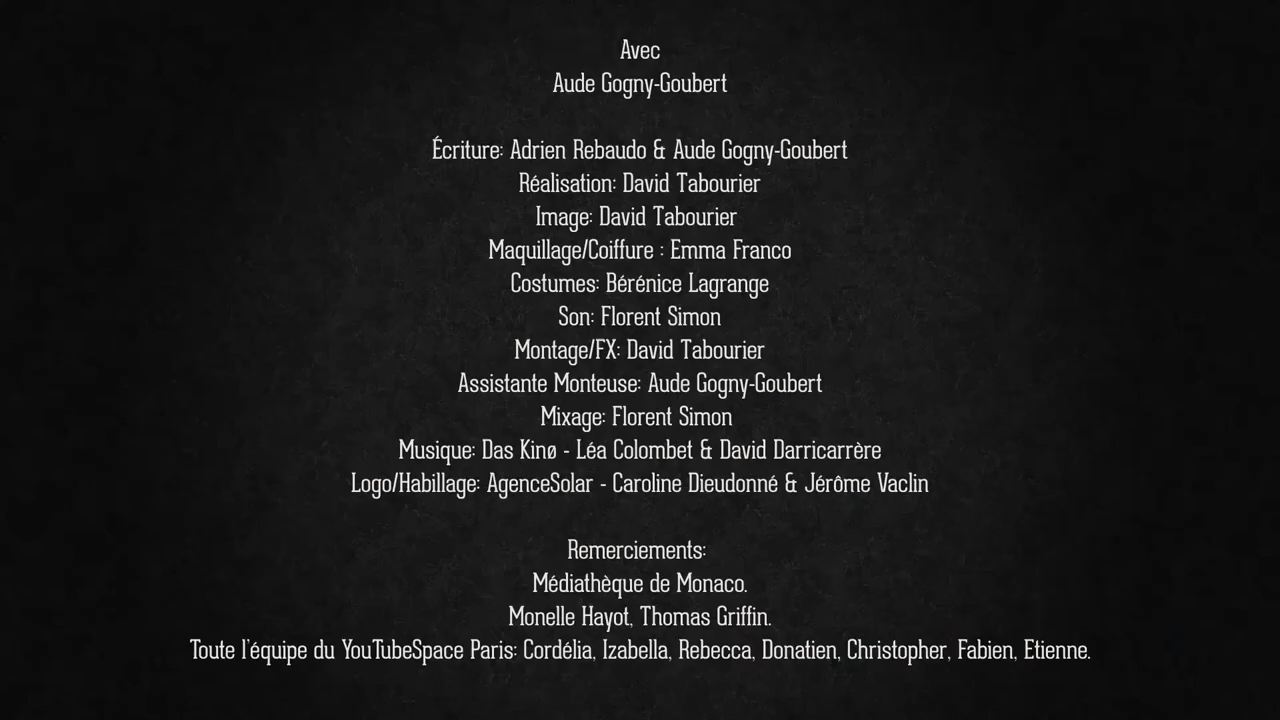 Avec
Aude Gogny-Goubert
Écriture: Adrien Rebaudo & Aude Gogny-Goubert
Réalisation: David Tabourier
Image: David Tabourier
Maquillage/Coiffure : Emma Franco
Costumes: Bérénice Lagrange
Son: Florent Simon
Montage/FX: David Tabourier
Assistante Monteuse: Aude Gogny-Goubert
Mixage: Florent Simon
Musique: Das Kinø - Léa Colombet & David Darricarrère
Logo/Habillage: AgenceSolar - Caroline Dieudonné & Jérôme Vaclin
Remerciements:
Médiathèque de Monaco.
Monelle Hayot, Thomas Griffin.
Toute l'équipe du YouTubeSpace Paris: Cordélia, Izabella, Rebecca, Donatien, Christopher, Fabien, Etienne.